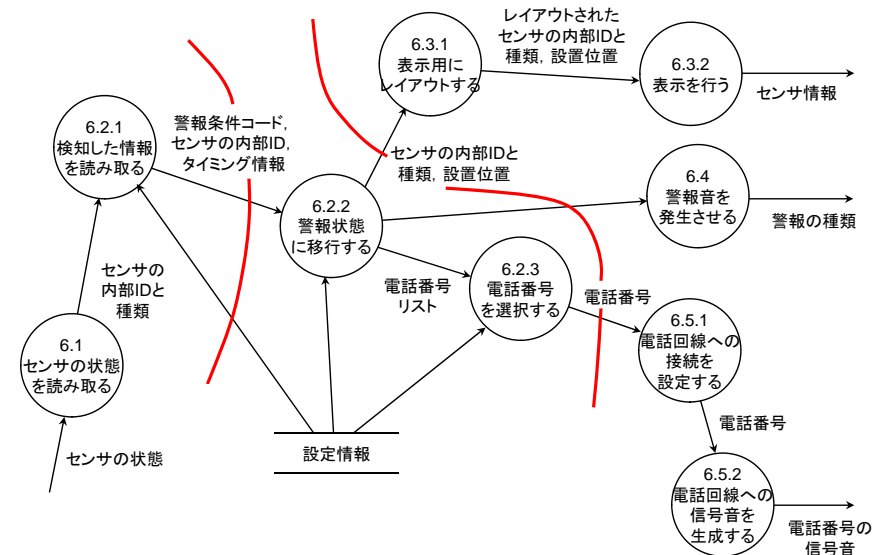 レイアウトされた
センサの内部IDと
種類，設置位置
6.3.1
表示用に
レイアウトする
6.3.2
表示を行う
センサ情報
6.2.1
検知した情報
を読み取る
警報条件コード，
センサの内部ID，
タイミング情報
センサの内部IDと
種類，設置位置
6.4
警報音を
発生させる
警報の種類
6.2.2
警報状態
に移行する
センサの
内部IDと
種類
電話番号
リスト
6.2.3
電話番号
を選択する
電話番号
6.1
センサの状態
を読み取る
6.5.1
電話回線への
接続を
設定する
電話番号
センサの状態
設定情報
6.5.2
電話回線への
信号音を
生成する
電話番号の
信号音